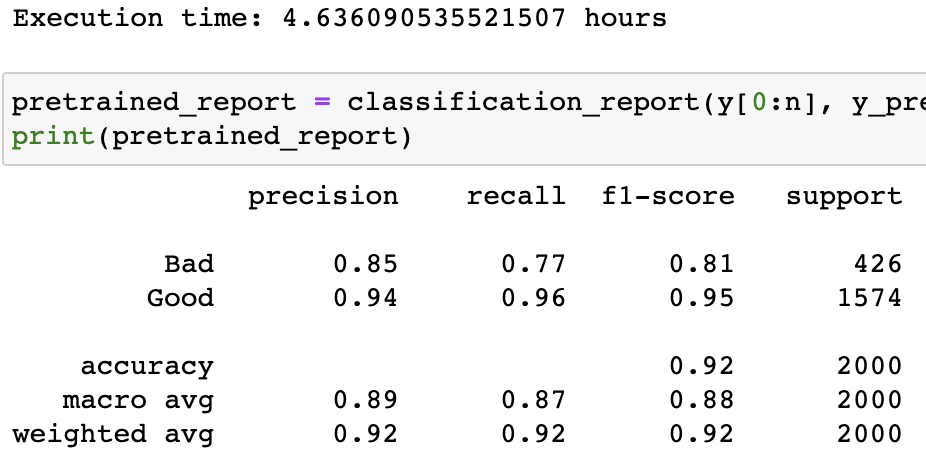 Execution time: 4.636090535521507 hours
pretrained_report = classification_report(y[0:n], y_pre
print(pretrained_report)
precision recall f1-score support
Bad 0.85 0.77 0.81 426
Good 0.94 0.96 0.95 1574
accuracy 0.92 2000
macro avg 0.89 0.87 0.88 2000
weighted avg 0.92 0.92 0.92 2000